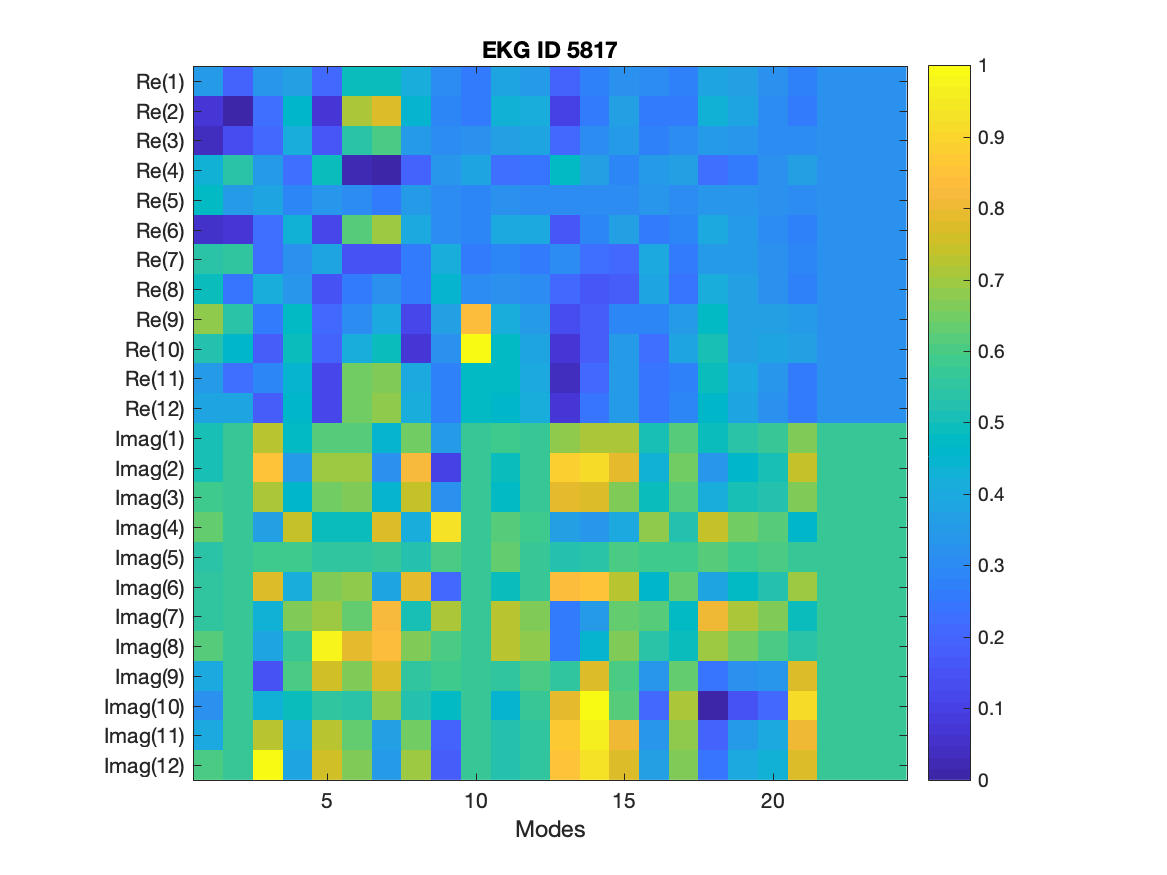 EKG ID 5817
Re(1)
Re(2)
Re(3)
Re(4)
Re(5)
Re(6)
Re(7)
Re(8)
Re(9)
Re(10)
Re(11)
Re(12)
Imag(1)
Imag(2)
Imag(3)
Imag(4)
Imag(5)
Imag(6)
Imag(7)
Imag(8)
Imag(9)
Imag(10)
Imag(11)
Imag(12)
5 10 15 20
Modes
1
0.9
0.8
0.7
0.6
0.5
0.4
0.3
0.2
0.1
0